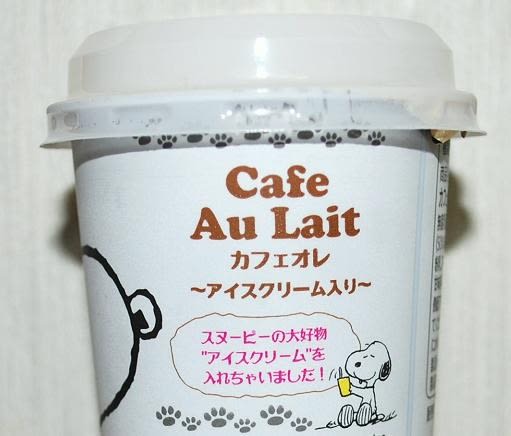 Cafe
Au Lait
カフェオレ
～アイスクリーム入り～
スヌーピーの大好物
"アイスクリーム"を
入れちゃいました！